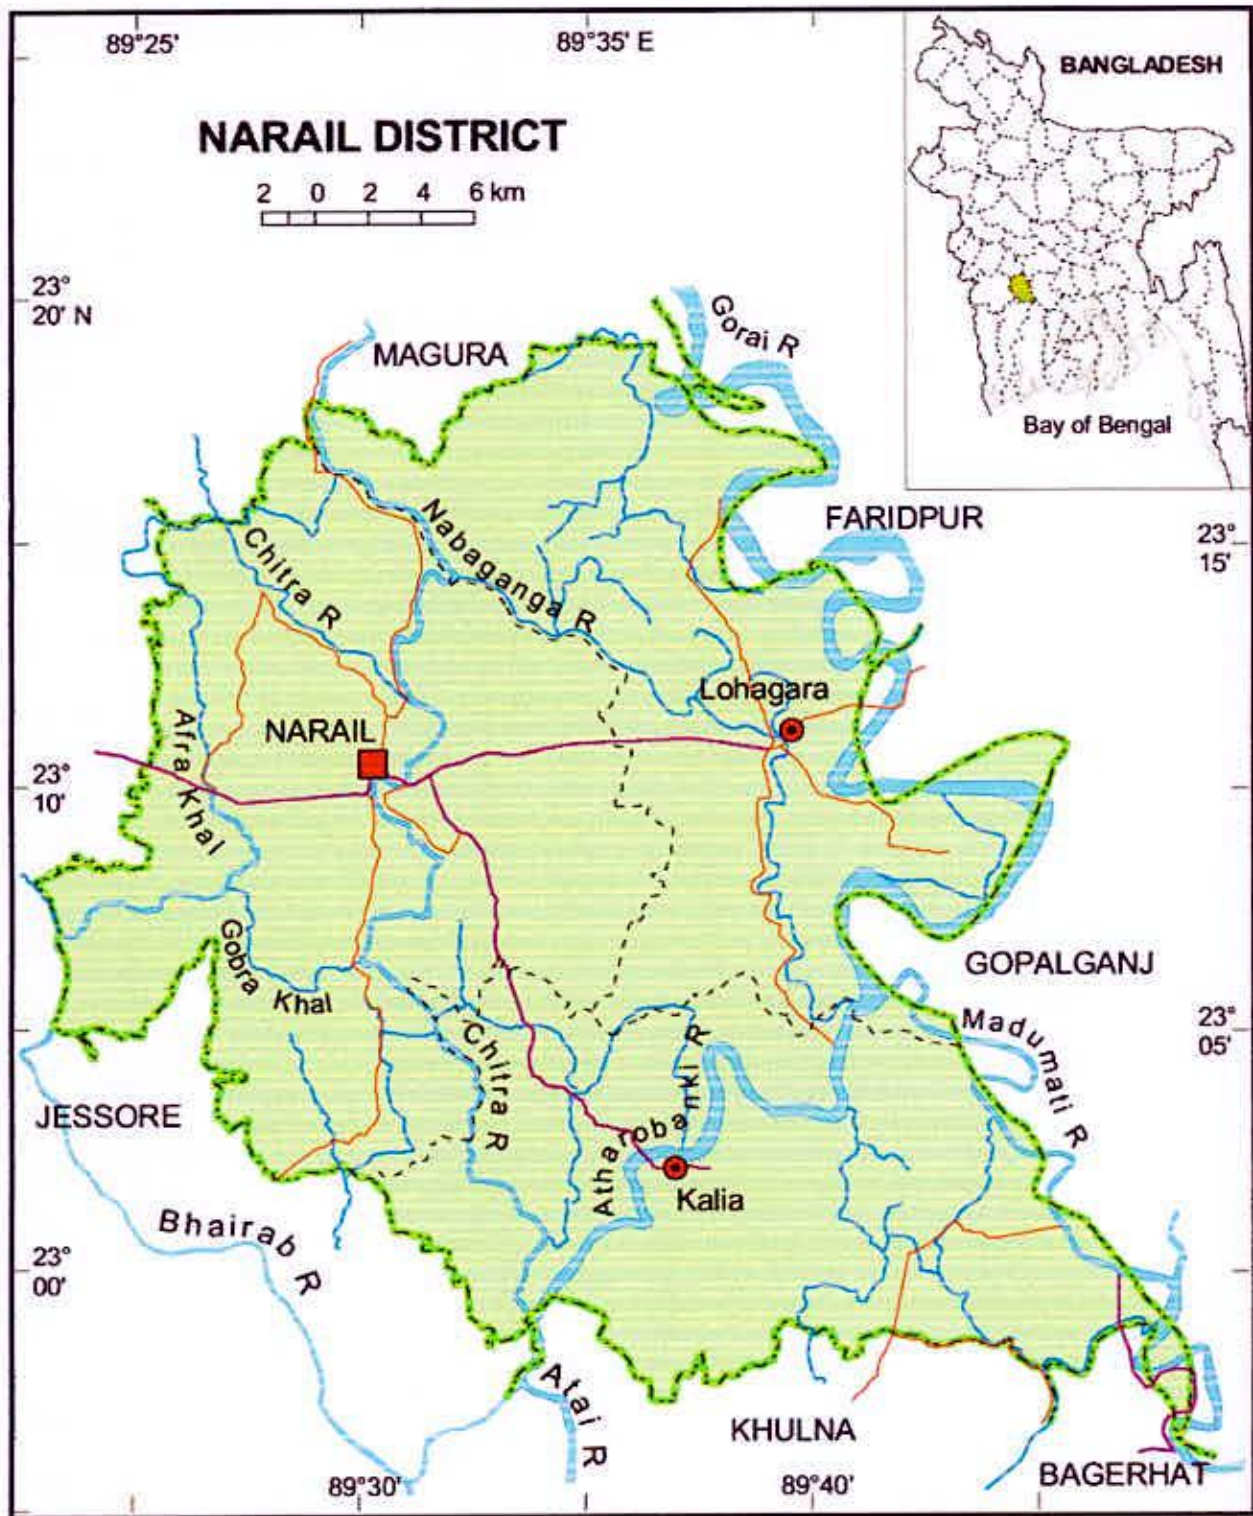 89°25'
89°35' E
BANGLADESH
NARAIL DISTRICT
2 0 2 4 6 km
23°
20' N
Gorai R
MAGURA
Bay of Bengal
FARIDPUR
23°
15'
Nabaganga R
Chitra R
Lohagara
NARAIL
Afra Khal
23°
10'
Gobra Khal
GOPALGANJ
Madumati R
23°
05'
Chitra R
Atharobanki R
JESSORE
Kalia
Bhairab R
23°
00'
Atai R
KHULNA
BAGERHAT
89°30'
89°40'